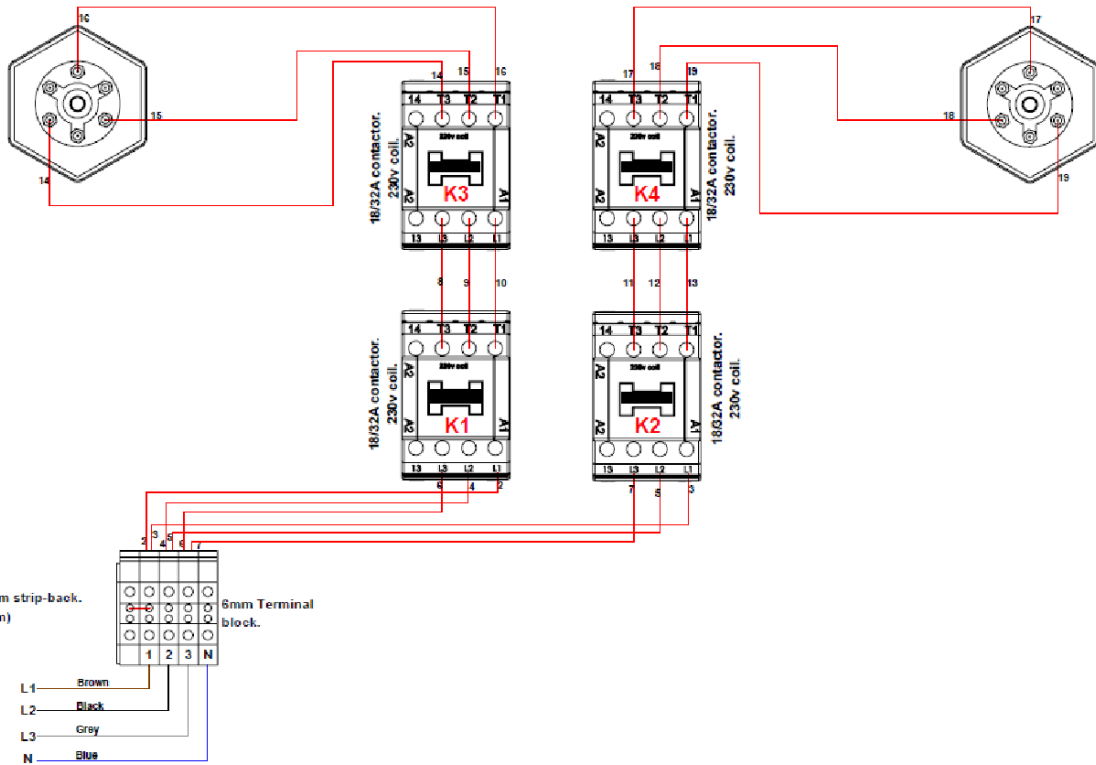 16
17
14
15
16
17
18
19
14 T3 T2 T1
14 T3 T2 T1
15
18
A2
230v coil
A2
230v coil
18/32A contactor.
230v coil.
18/32A contactor.
230v coil.
14
19
A2
K3
A1
A2
K4
A1
13 L3 L2 L1
13 L3 L2 L1
8
9
10
11
12
13
14 T3 T2 T1
14 T3 T2 T1
A2
230v coil
A2
230v coil
18/32A contactor.
230v coil.
18/32A contactor.
230v coil.
A2
K1
A1
A2
K2
A1
13 L3 L2 L1
13 L3 L2 L1
6
4
2
7
3
2
3
4
5
6
7
m strip-back.
m)
6mm Terminal
block.
1 2 3 N
L1 Brown
L2 Black
L3 Grey
N Blue